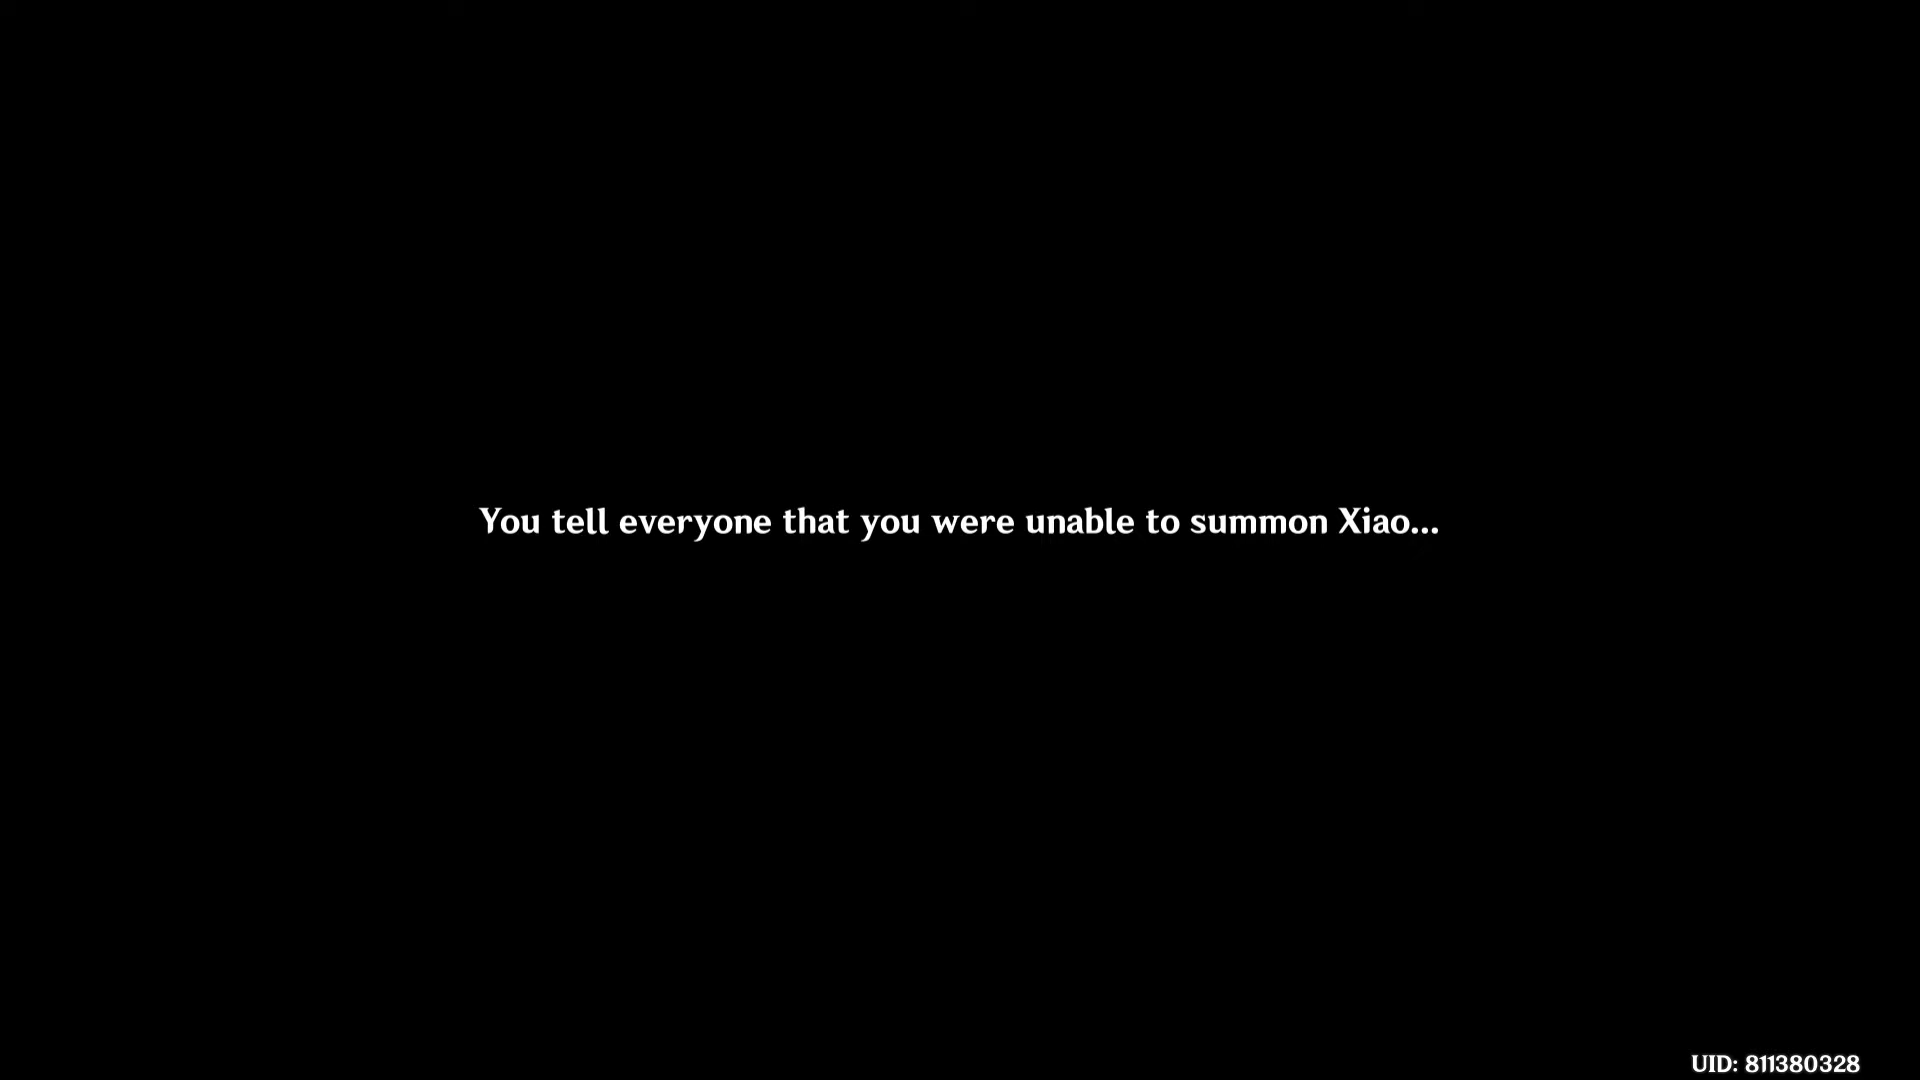 You tell everyone that you were unable to summon Xiao...
UID: 811380328